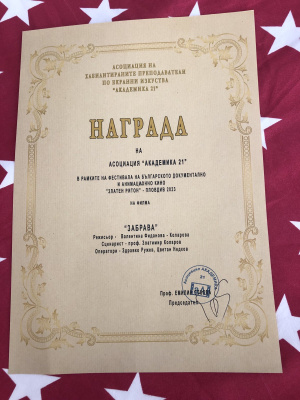 АСОЦИАЦИЯ НА
ХАБИЛИТИРАНИТЕ ПРЕПОДАВАТЕЛИ
ПО ЕКРАННИ ИЗКУСТВА
"АКАДЕМИКА 21"
НАГРАДА
НА
АСОЦИАЦИЯ "АКАДЕМИКА 21"
В РАМКИТЕ НА ФЕСТИВАЛА НА БЪЛГАРСКОТО ДОКУМЕНТАЛНО
И АНИМАЦИОННО КИНО
"ЗЛАТЕН РИТОН" - ПЛОВДИВ 2023
НА ФИЛМА
"ЗАБРАВА"
Режисьор - Валентина Фиданова - Коларова
Сценарист - проф. Златимир Коларов
Оператори - Здравко Русев, Цветан Недков
Проф.
Председател